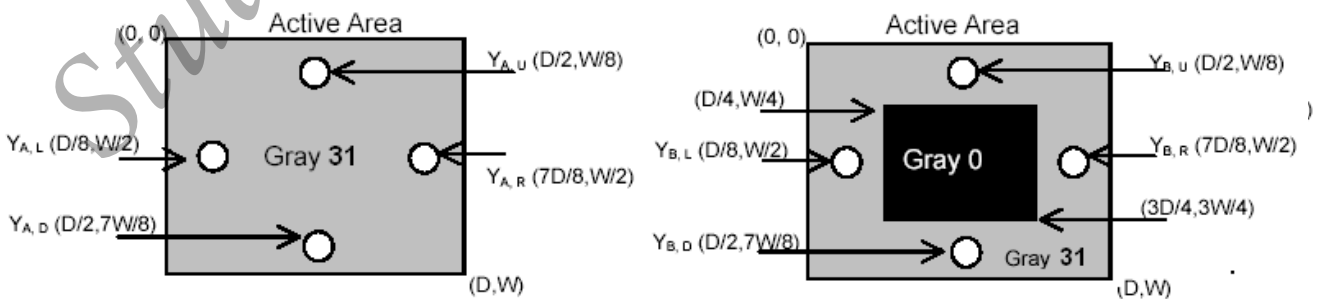 Active Area
(0, 0)
YA, U (D/2,W/8)
YA, L (D/8,W/2)
Gray 31
YA, R (7D/8,W/2)
YA, D (D/2,7W/8)
(D,W)
Active Area
(0, 0)
YB, U (D/2,W/8)
(D/4,W/4)
)
YB, L (D/8,W/2)
Gray 0
YB, R (7D/8,W/2)
(3D/4,3W/4)
YB, D (D/2,7W/8)
Gray 31
(D,W)